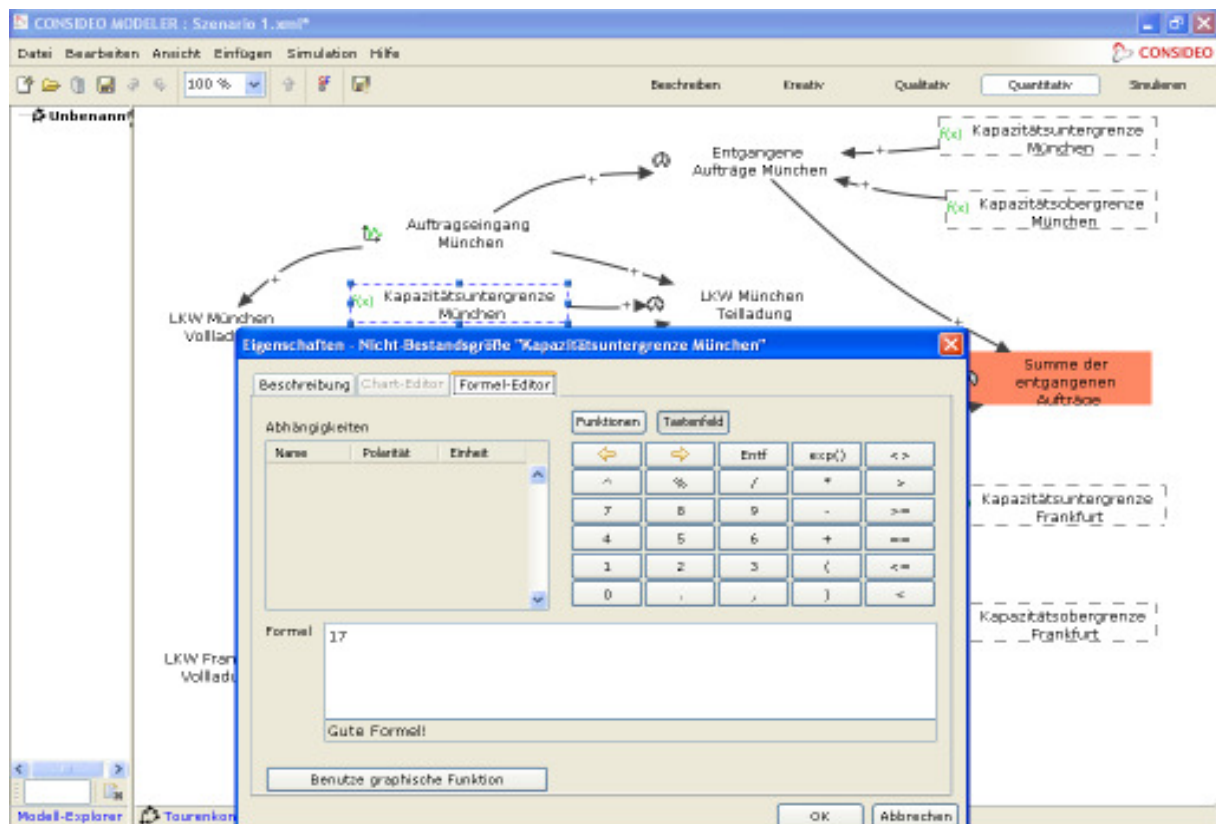 CONSIDEO MODELER : Szenario 1.xml*
Datei Bearbeiten Ansicht Einfügen Simulation Hilfe
CONSIDEO
100 %
Beschreiben Kreativ Qualitativ Quantitativ Simulieren
Unbenannt
Kapazitätsuntergrenze
München
f(x)
Entgangene
Aufträge München
+
+
+
Kapazitätsobergrenze
München
f(x)
Auftragseingang
München
+
+
f(x)
Kapazitätsuntergrenze
München
+
LKW München
Teilladung
LKW München
Vollad
+
Summe der
entgangenen
Aufträge
Eigenschaften - Nicht-Bestandsgröße "Kapazitätsuntergrenze München"
Beschreibung Chart-Editor Formel-Editor
Abhängigkeiten
Name Polarität Einheit
Funktionen Tastenfeld
Entf exp() <>
^ % / * >
7 8 9 - >=
4 5 6 + ==
1 2 3 ( <=
0 . , ) <
Formel
17
Gute Formel!
Benutze graphische Funktion
OK Abbrechen
Kapazitätsuntergrenze
Frankfurt
Kapazitätsobergrenze
Frankfurt
LKW Fran
Vollladu
Modell-Explorer
Tourenkon